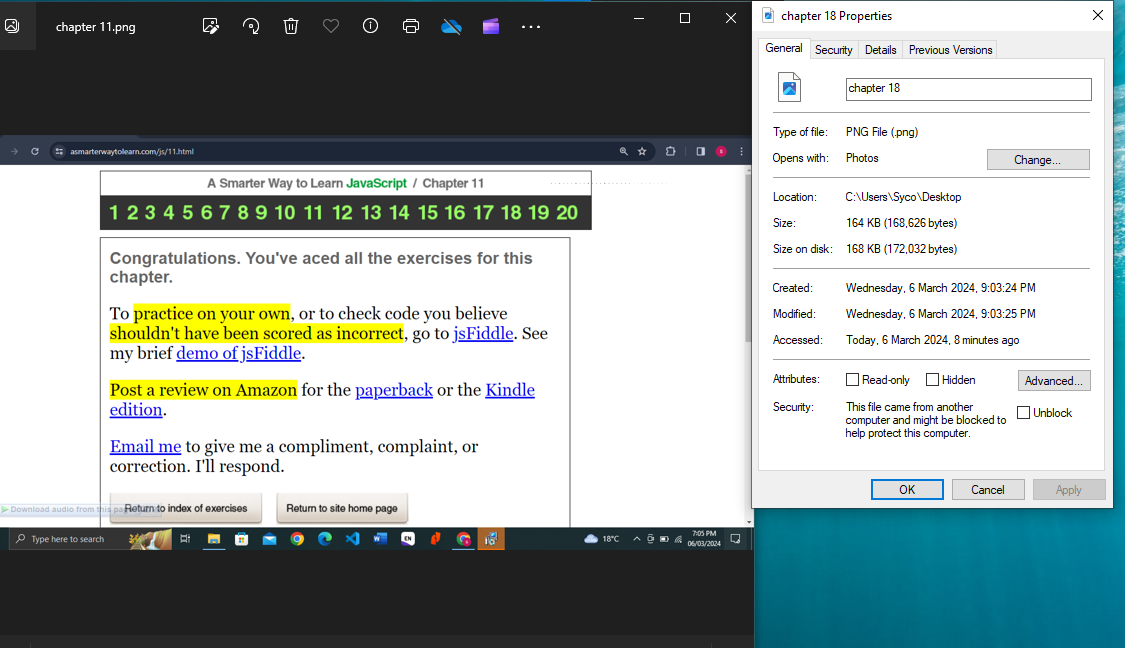 chapter 11.png
asmarterwaytolearn.com/js/11.html
A Smarter Way to Learn JavaScript / Chapter 11
1 2 3 4 5 6 7 8 9 10 11 12 13 14 15 16 17 18 19 20
Congratulations. You've aced all the exercises for this
chapter.
To practice on your own, or to check code you believe
shouldn't have been scored as incorrect, go to jsFiddle. See
my brief demo of jsFiddle.
Post a review on Amazon for the paperback or the Kindle
edition.
Email me to give me a compliment, complaint, or
correction. I'll respond.
Download audio from this page
Return to index of exercises
Return to site home page
Type here to search
EN
18°C
7:05 PM
06/03/2024
chapter 18 Properties
General Security Details Previous Versions
chapter 18
Type of file: PNG File (.png)
Opens with: Photos
Change...
Location: C:\Users\Syco\Desktop
Size: 164 KB (168,626 bytes)
Size on disk: 168 KB (172,032 bytes)
Created: Wednesday, 6 March 2024, 9:03:24 PM
Modified: Wednesday, 6 March 2024, 9:03:25 PM
Accessed: Today, 6 March 2024, 8 minutes ago
Attributes: Read-only Hidden Advanced...
Security: This file came from another
computer and might be blocked to
help protect this computer.
Unblock
OK Cancel Apply